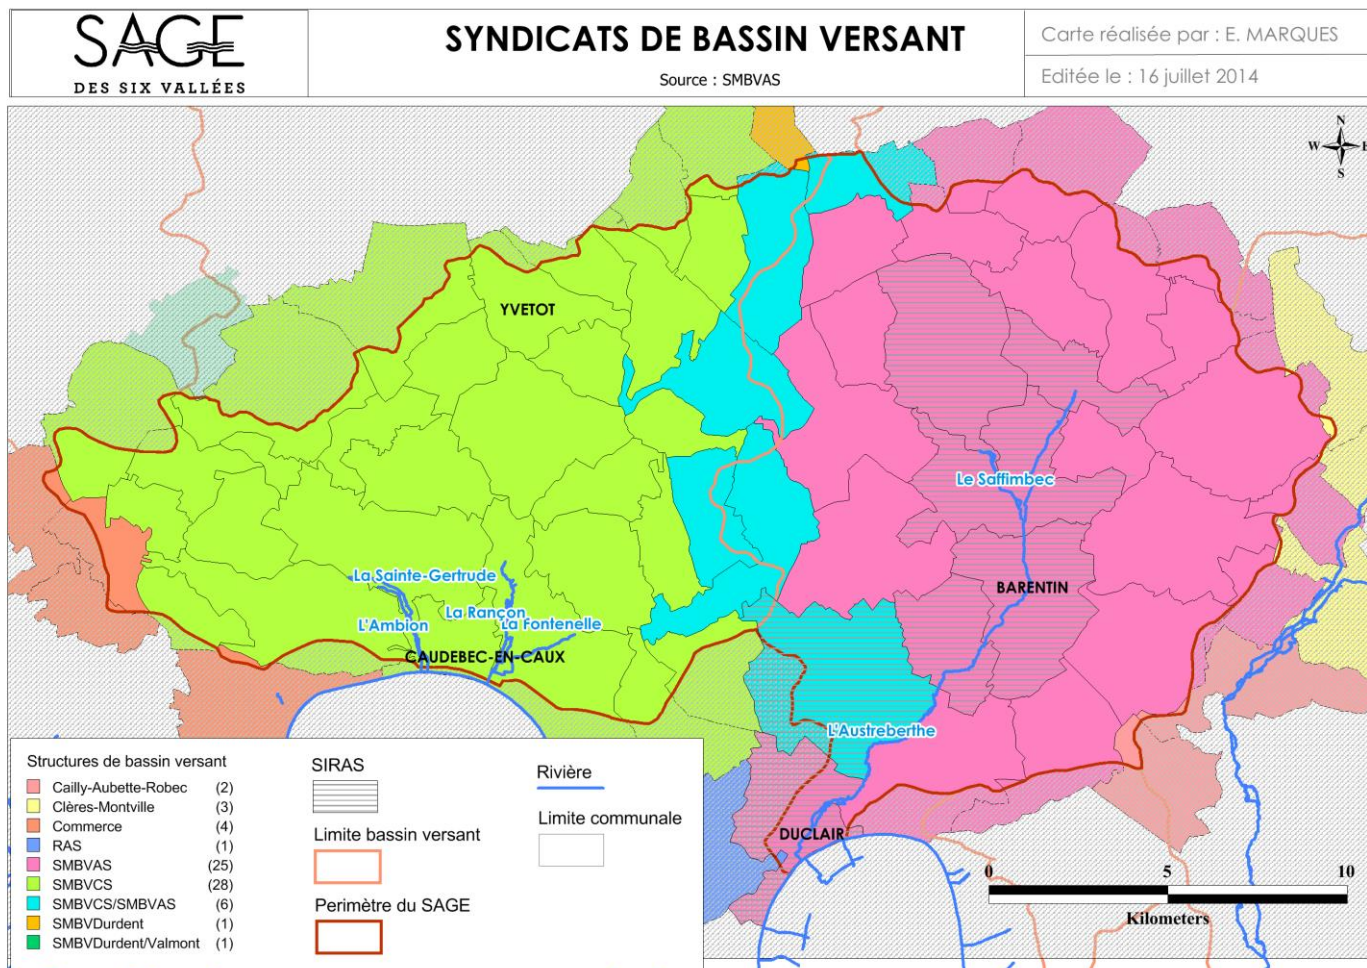 SAGE
DES SIX VALLÉES
SYNDICATS DE BASSIN VERSANT
Source : SMBVAS
Carte réalisée par : E. MARQUES
Editée le : 16 juillet 2014
N
W E
S
YVETOT
Le Saffimbec
BARENTIN
La Sainte-Gertrude
La Rançon
L'Ambion
La Fontenelle
CAUDEBEC-EN-CAUX
L'Austreberthe
DUCLAIR
Structures de bassin versant
Cailly-Aubette-Robec (2)
Clères-Montville (3)
Commerce (4)
RAS (1)
SMBVAS (25)
SMBVCS (28)
SMBVCS/SMBVAS (6)
SMBVDurdent (1)
SMBVDurdent/Valmont (1)
SIRAS
Limite bassin versant
Perimètre du SAGE
Rivière
Limite communale
0 5 10
Kilometers